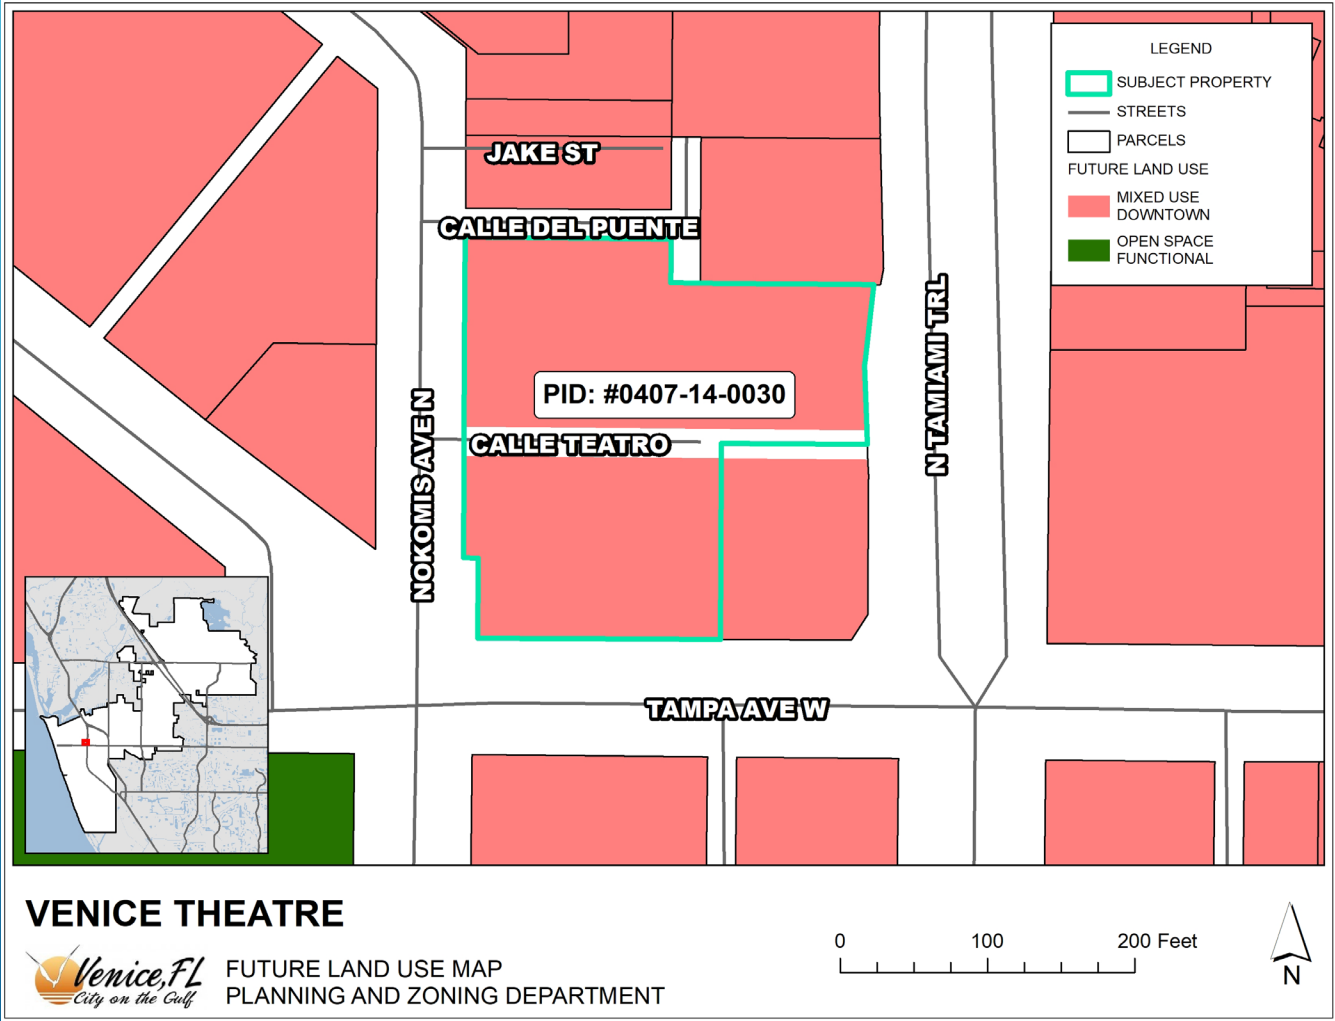 LEGEND
SUBJECT PROPERTY
STREETS
PARCELS
FUTURE LAND USE
MIXED USE
DOWNTOWN
OPEN SPACE
FUNCTIONAL
JAKE ST
CALLE DEL PUENTE
N TAMIAMI TRL
PID: #0407-14-0030
NOKOMIS AVE N
CALLE TEATRO
TAMPA AVE W
VENICE THEATRE
Venice, FL
City on the Gulf
FUTURE LAND USE MAP
PLANNING AND ZONING DEPARTMENT
0 100 200 Feet
N